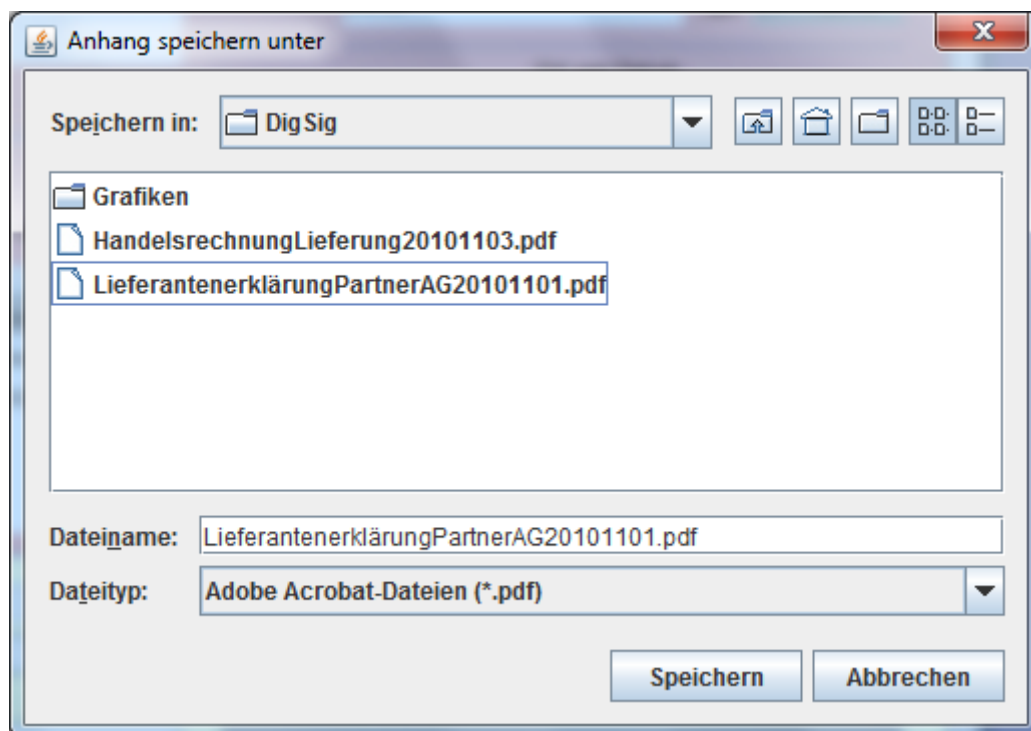 Anhang speichern unter
Speichern in: DigSig
Grafiken
HandelsrechnungLieferung20101103.pdf
LieferantenerklärungPartnerAG20101101.pdf
Dateiname: LieferantenerklärungPartnerAG20101101.pdf
Dateityp: Adobe Acrobat-Dateien (*.pdf)
Speichern Abbrechen